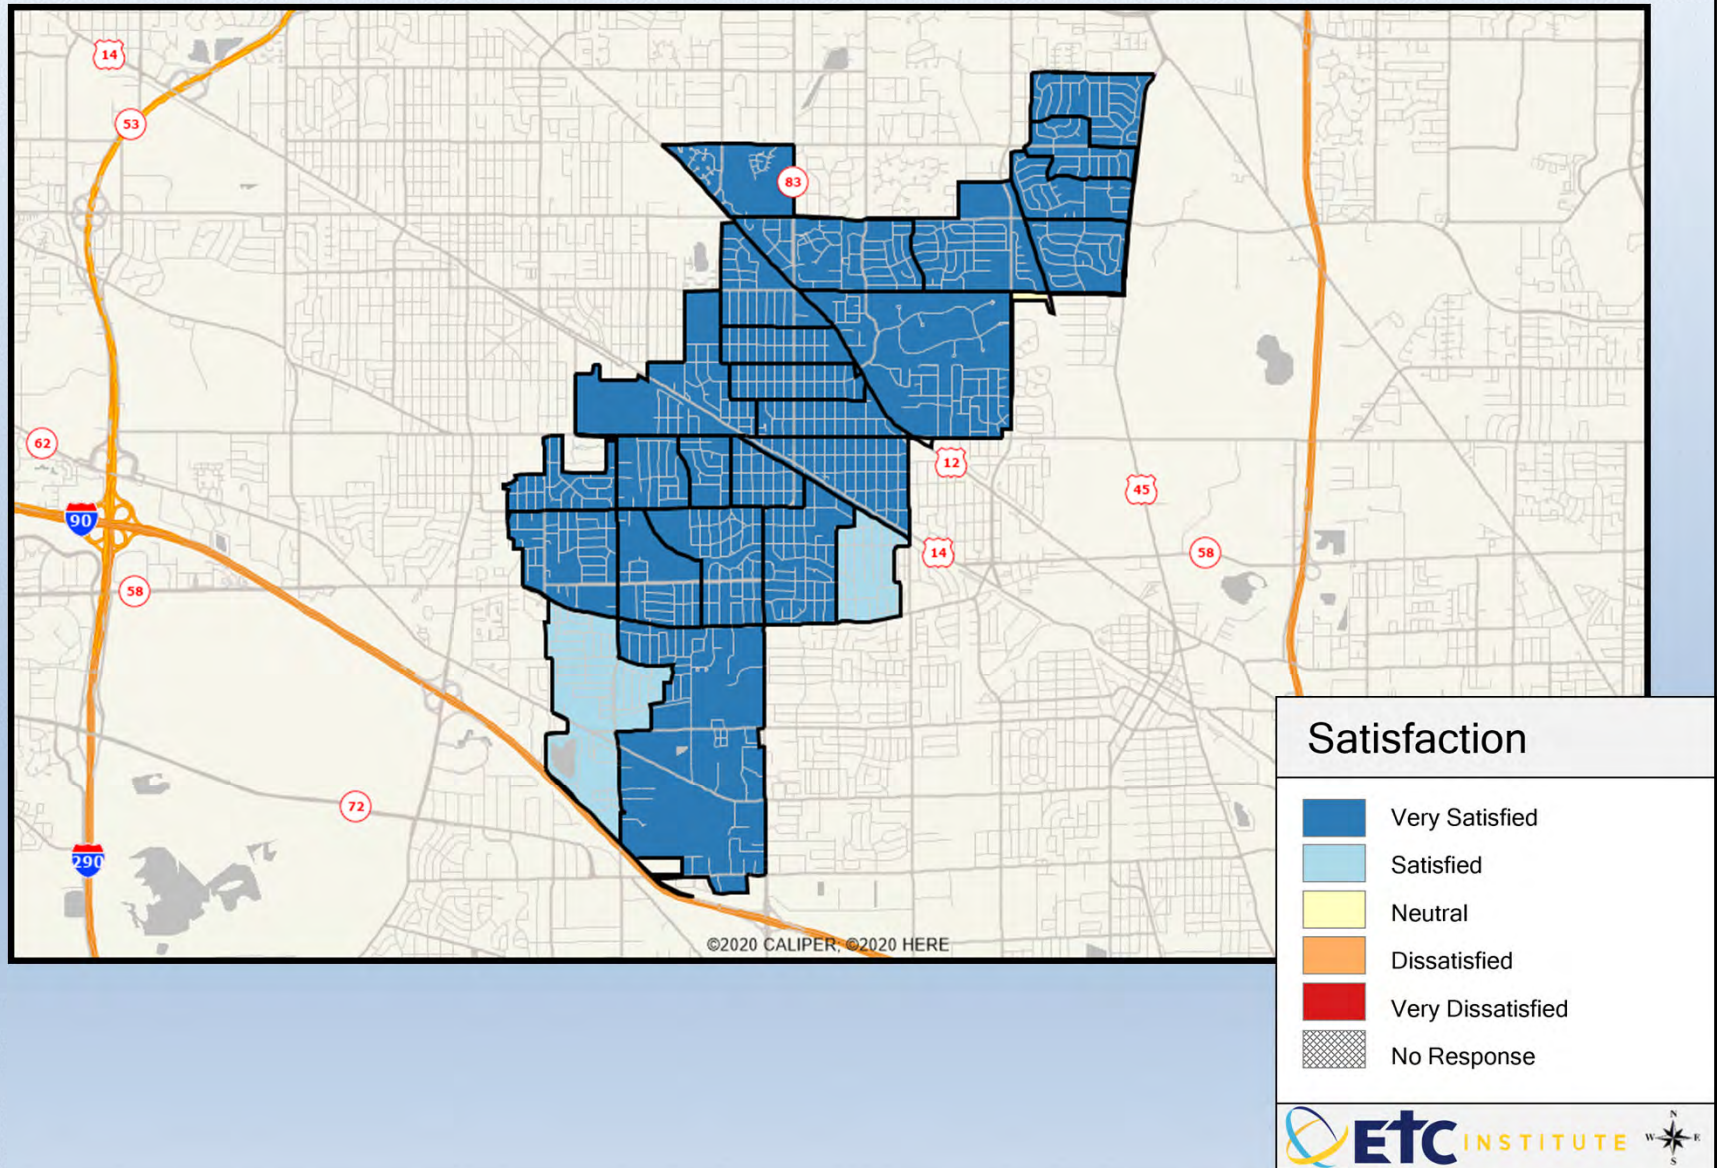 14
53
83
62
12
45
90
14
58
58
72
290
©2020 CALIPER; ©2020 HERE
Satisfaction
Very Satisfied
Satisfied
Neutral
Dissatisfied
Very Dissatisfied
No Response
ETC INSTITUTE
N
W E
S